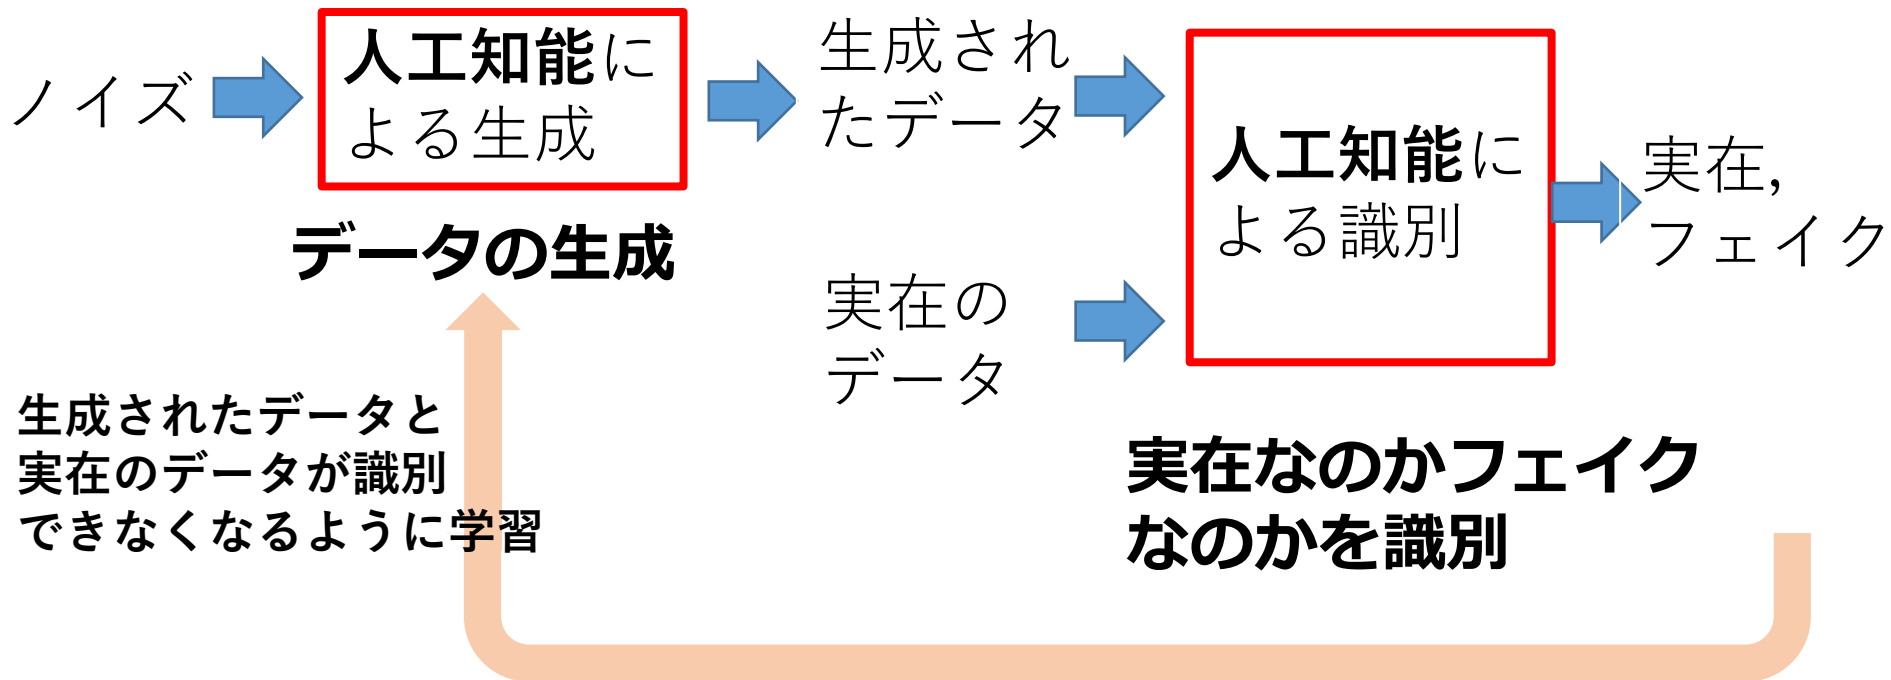 ノイズ
人工知能に
よる生成
データの生成
生成され
たデータ
実在の
データ
人工知能に
よる識別
実在,
フェイク
実在なのかフェイク
なのかを識別
生成されたデータと
実在のデータが識別
できなくなるように学習